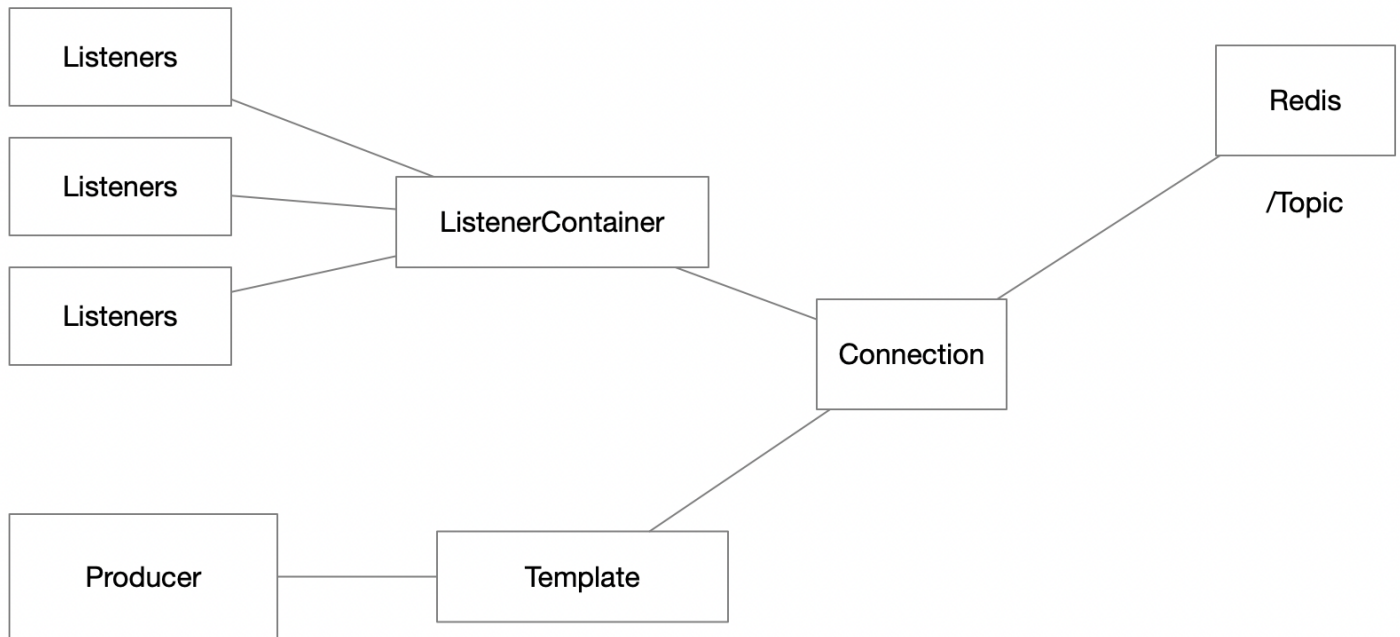 Listeners
Listeners
Listeners
ListenerContainer
Redis
/Topic
Connection
Producer
Template